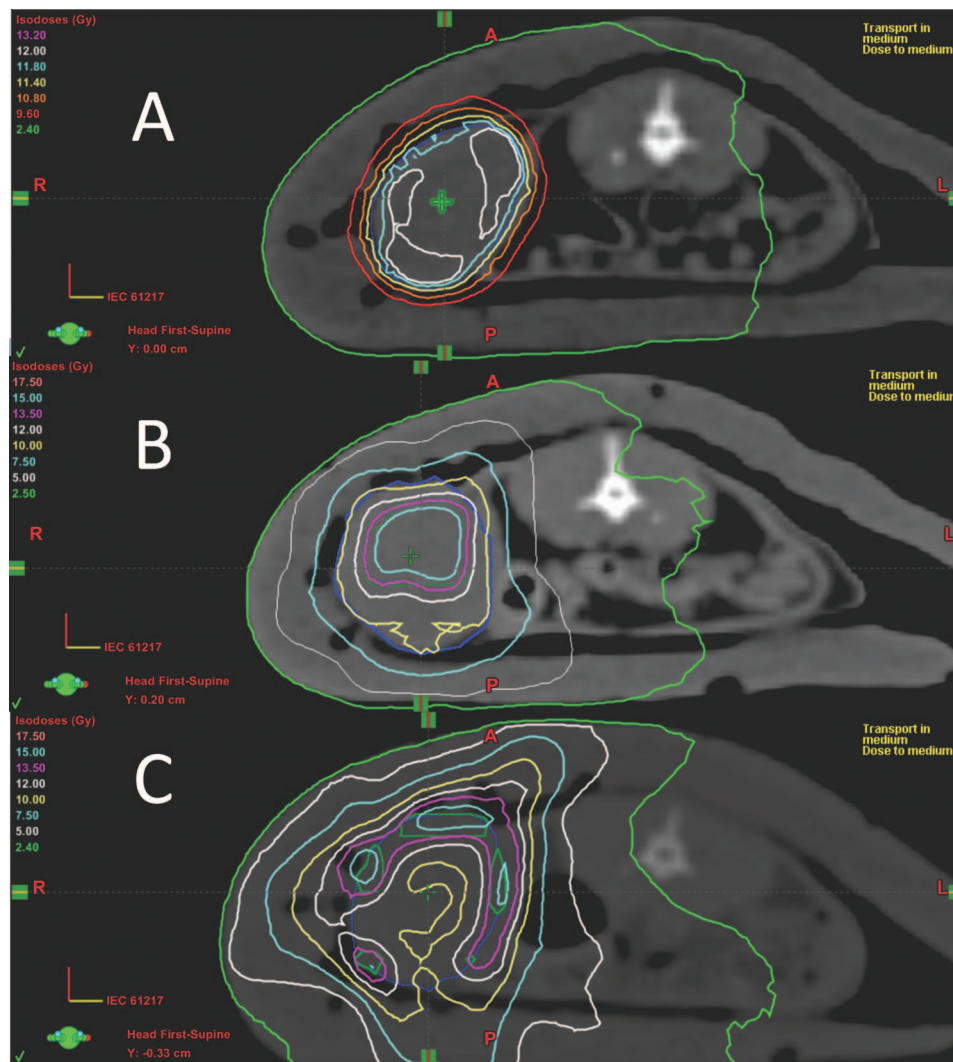 Isodoses (Gy)
13.20
12.00
11.80
11.40
10.80
9.60
2.40
A
A
Transport in
medium
Dose to medium
R
L
IEC 61217
Head First-Supine
Y: 0.00 cm
P
Isodoses (Gy)
17.50
15.00
13.50
12.00
10.00
7.50
5.00
2.50
B
A
Transport in
medium
Dose to medium
R
L
IEC 61217
Head First-Supine
Y: 0.20 cm
P
Isodoses (Gy)
17.50
15.00
13.50
12.00
10.00
7.50
5.00
2.40
C
A
Transport in
medium
Dose to medium
R
L
IEC 61217
Head First-Supine
Y: -0.33 cm
P